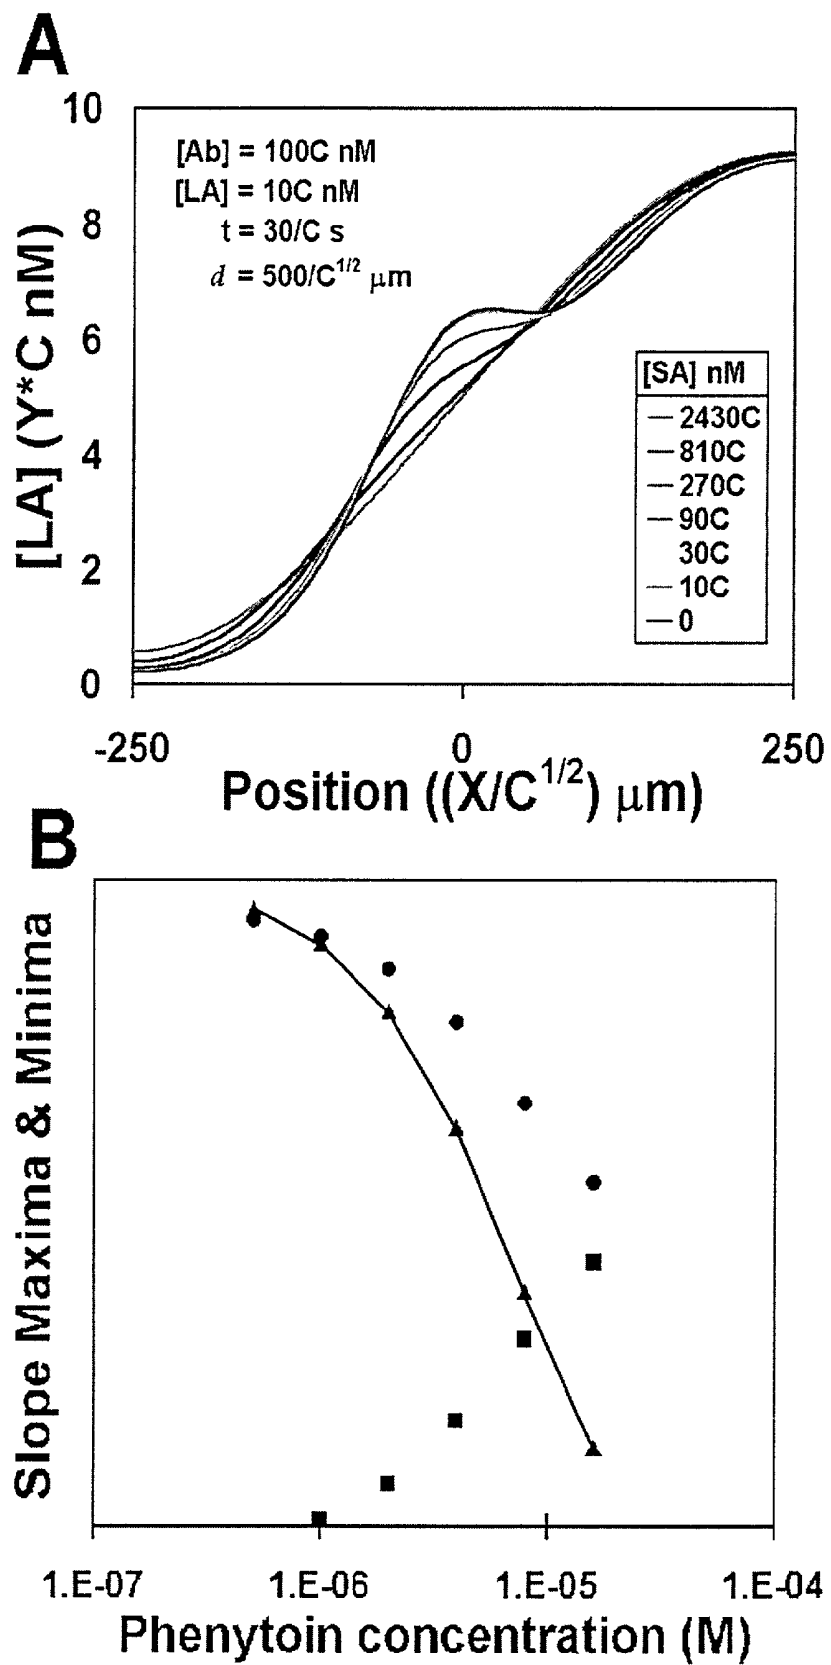 A
10
8
6
4
2
0
[LA] (Y*C nM)
[Ab] = 100C nM
[LA] = 10C nM
t = 30/C s
d = 500/C^1/2 μm
[SA] nM
2430C
810C
270C
90C
30C
10C
0
-250 0 250
Position ((X/C^1/2) μm)
B
Slope Maxima & Minima
1.E-07 1.E-06 1.E-05 1.E-04
Phenytoin concentration (M)